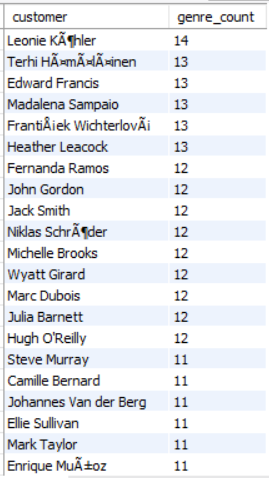 customer genre_count
Leonie KÃ¶hler 14
Terhi HÃ¤mÃ¤lÃ¤inen 13
Edward Francis 13
Madalena Sampaio 13
FrantiÅ¡ek WichterlovÃ¡ 13
Heather Leacock 13
Fernanda Ramos 12
John Gordon 12
Jack Smith 12
Niklas SchrÃ¶der 12
Michelle Brooks 12
Wyatt Girard 12
Marc Dubois 12
Julia Barnett 12
Hugh O'Reilly 12
Steve Murray 11
Camille Bernard 11
Johannes Van der Berg 11
Ellie Sullivan 11
Mark Taylor 11
Enrique MuÃ±oz 11